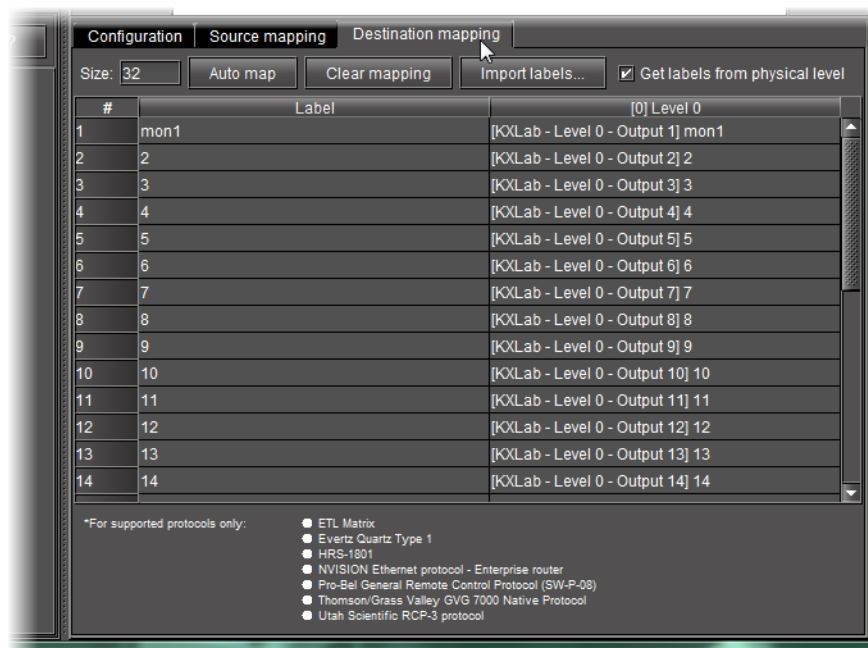 Configuration Source mapping Destination mapping
Size: 32 Auto map Clear mapping Import labels... Get labels from physical level
# Label [0] Level 0
1 mon1 [KXLab - Level 0 - Output 1] mon1
2 2 [KXLab - Level 0 - Output 2] 2
3 3 [KXLab - Level 0 - Output 3] 3
4 4 [KXLab - Level 0 - Output 4] 4
5 5 [KXLab - Level 0 - Output 5] 5
6 6 [KXLab - Level 0 - Output 6] 6
7 7 [KXLab - Level 0 - Output 7] 7
8 8 [KXLab - Level 0 - Output 8] 8
9 9 [KXLab - Level 0 - Output 9] 9
10 10 [KXLab - Level 0 - Output 10] 10
11 11 [KXLab - Level 0 - Output 11] 11
12 12 [KXLab - Level 0 - Output 12] 12
13 13 [KXLab - Level 0 - Output 13] 13
14 14 [KXLab - Level 0 - Output 14] 14
*For supported protocols only:
ETL Matrix
Evertz Quartz Type 1
HRS-1801
NVISION Ethernet protocol - Enterprise router
Pro-Bel General Remote Control Protocol (SW-P-08)
Thomson/Grass Valley GVG 7000 Native Protocol
Utah Scientific RCP-3 protocol